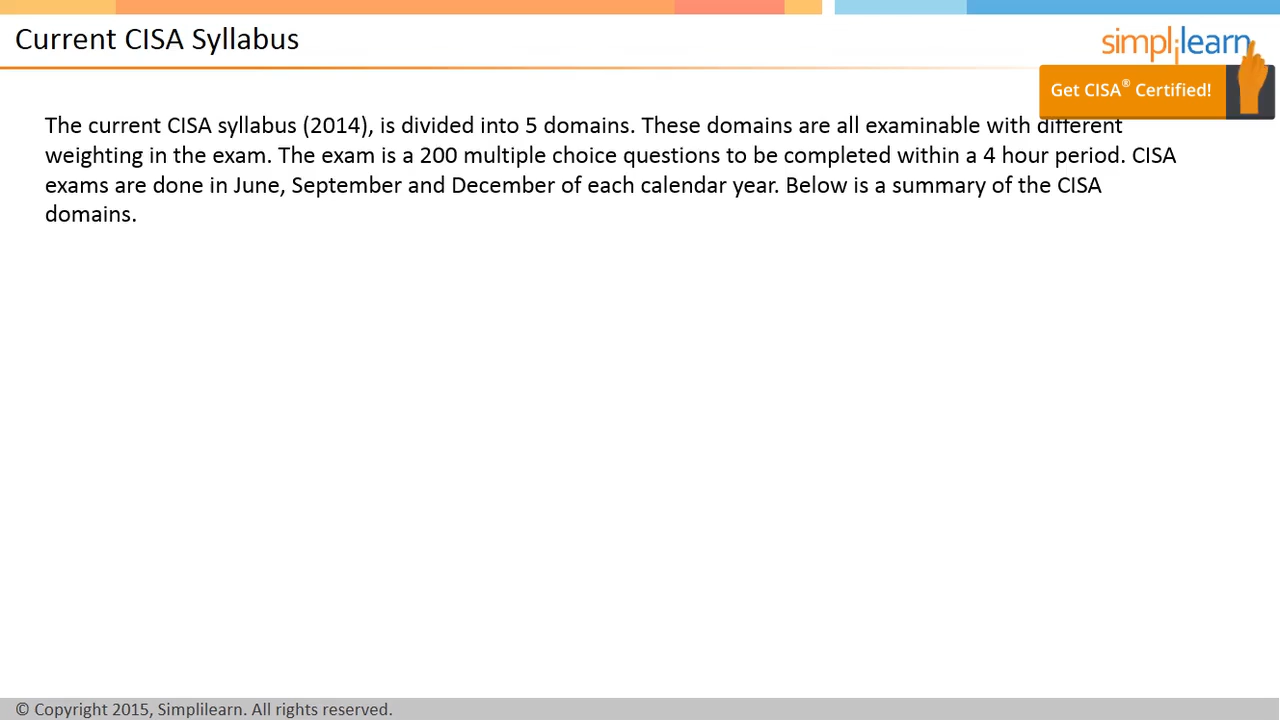 Current CISA Syllabus
simplilearn
Get CISA® Certified!
The current CISA syllabus (2014), is divided into 5 domains. These domains are all examinable with different
weighting in the exam. The exam is a 200 multiple choice questions to be completed within a 4 hour period. CISA
exams are done in June, September and December of each calendar year. Below is a summary of the CISA
domains.
© Copyright 2015, Simplilearn. All rights reserved.